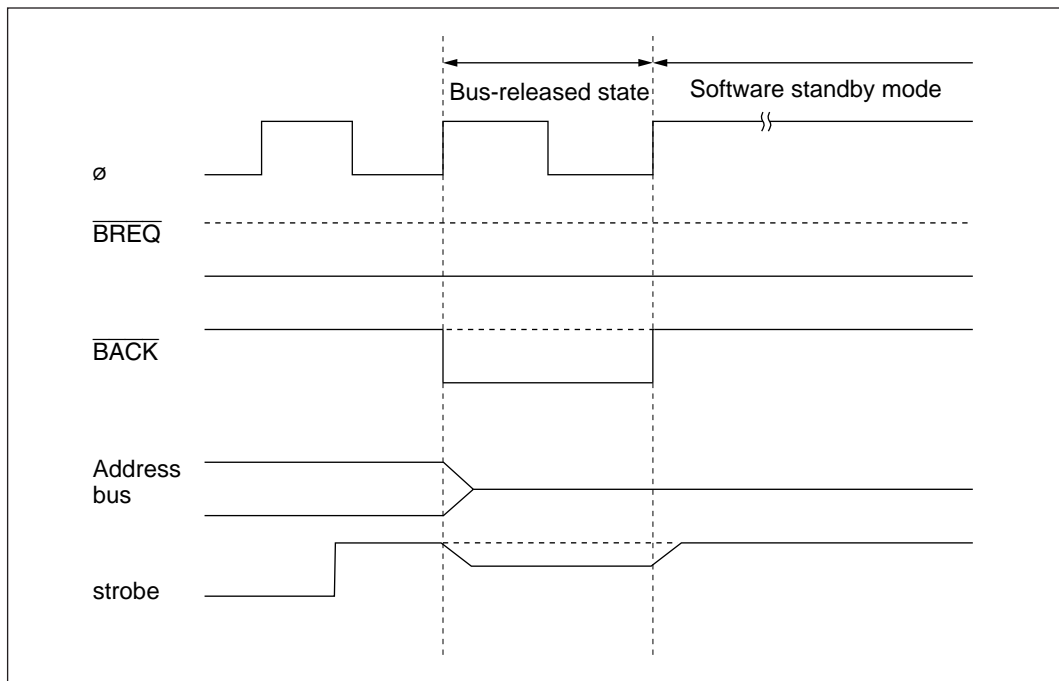 Bus-released state
Software standby mode
ø
BREQ
BACK
Address
bus
strobe